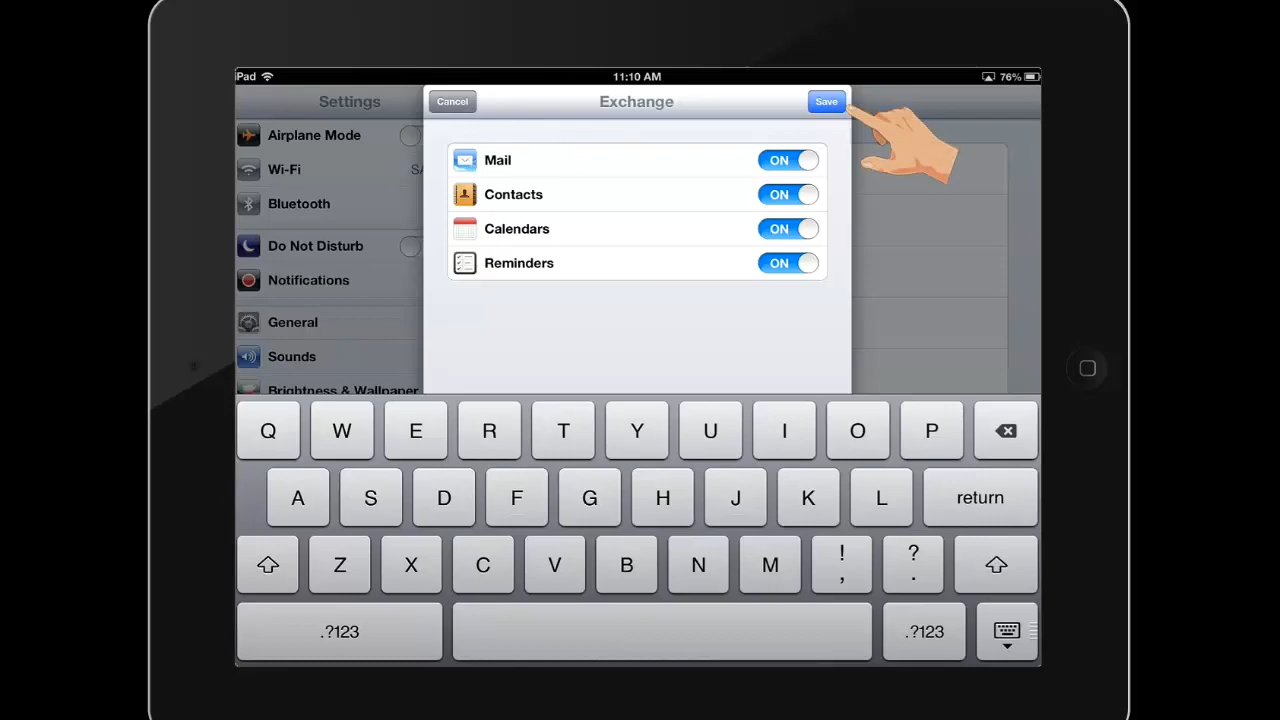 iPad 11:10 AM 76%
Settings Cancel Exchange Save
Airplane Mode
Mail ON
Wi-Fi
Contacts ON
Bluetooth
Calendars ON
Do Not Disturb
Reminders ON
Notifications
General
Sounds
Brightness & Wallpaper
Q W E R T Y U I O P
A S D F G H J K L return
Z X C V B N M ! , ? .
.?123 .?123